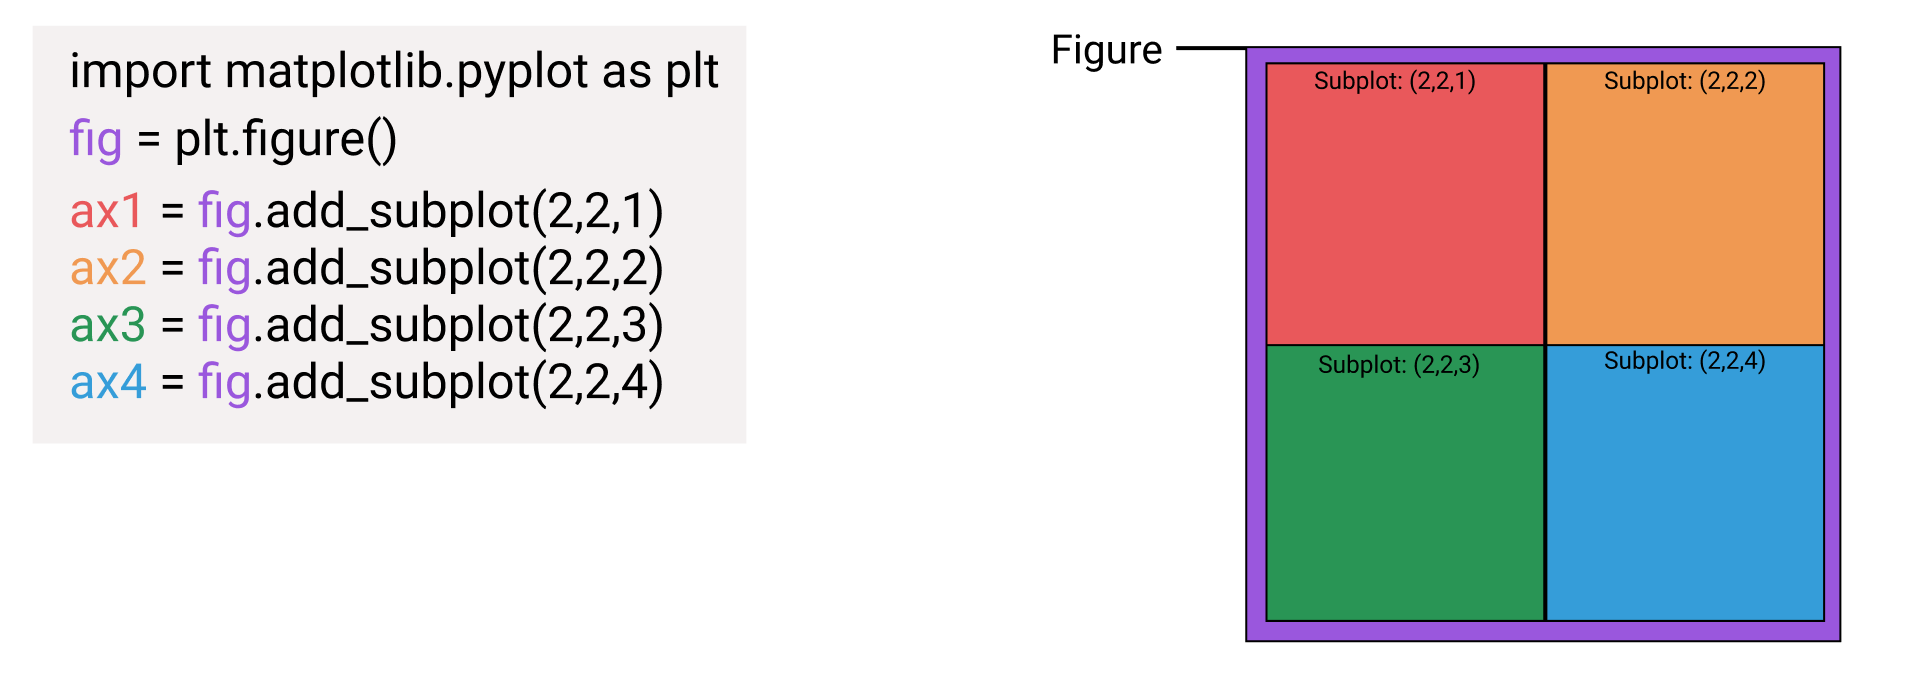 import matplotlib.pyplot as plt
fig = plt.figure()
ax1 = fig.add_subplot(2,2,1)
ax2 = fig.add_subplot(2,2,2)
ax3 = fig.add_subplot(2,2,3)
ax4 = fig.add_subplot(2,2,4)
Figure
Subplot: (2,2,1)
Subplot: (2,2,2)
Subplot: (2,2,3)
Subplot: (2,2,4)